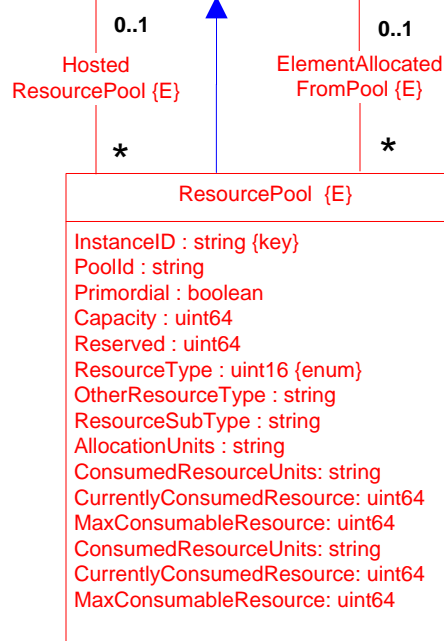 0..1
0..1
Hosted
ResourcePool {E}
ElementAllocated
FromPool {E}
*
*
ResourcePool {E}
InstanceID : string {key}
PoolId : string
Primordial : boolean
Capacity : uint64
Reserved : uint64
ResourceType : uint16 {enum}
OtherResourceType : string
ResourceSubType : string
AllocationUnits : string
ConsumedResourceUnits: string
CurrentlyConsumedResource: uint64
MaxConsumableResource: uint64
ConsumedResourceUnits: string
CurrentlyConsumedResource: uint64
MaxConsumableResource: uint64